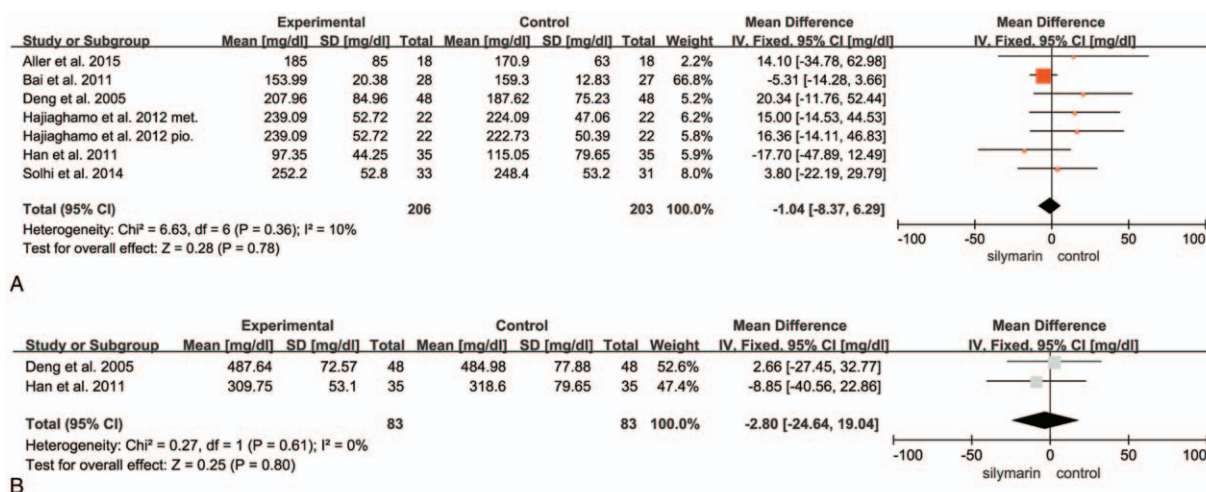 Experimental Control Mean Difference Mean Difference
Study or Subgroup Mean [mg/dl] SD [mg/dl] Total Mean [mg/dl] SD [mg/dl] Total Weight IV, Fixed, 95% CI [mg/dl] IV, Fixed, 95% CI [mg/dl]
Aller et al. 2015 185 85 18 170.9 63 18 2.2% 14.10 [-34.78, 62.98]
Bai et al. 2011 153.99 20.38 28 159.3 12.83 27 66.8% -5.31 [-14.28, 3.66]
Deng et al. 2005 207.96 84.96 48 187.62 75.23 48 5.2% 20.34 [-11.76, 52.44]
Hajiaghamo et al. 2012 met. 239.09 52.72 22 224.09 47.06 22 6.2% 15.00 [-14.53, 44.53]
Hajiaghamo et al. 2012 pio. 239.09 52.72 22 222.73 50.39 22 5.8% 16.36 [-14.11, 46.83]
Han et al. 2011 97.35 44.25 35 115.05 79.65 35 5.9% -17.70 [-47.89, 12.49]
Solhi et al. 2014 252.2 52.8 33 248.4 53.2 31 8.0% 3.80 [-22.19, 29.79]
Total (95% CI) 206 203 100.0% -1.04 [-8.37, 6.29]
Heterogeneity: Chi² = 6.63, df = 6 (P = 0.36); I² = 10%
Test for overall effect: Z = 0.28 (P = 0.78)
-100 -50 0 50 100
silymarin control
A
Experimental Control Mean Difference Mean Difference
Study or Subgroup Mean [mg/dl] SD [mg/dl] Total Mean [mg/dl] SD [mg/dl] Total Weight IV, Fixed, 95% CI [mg/dl] IV, Fixed, 95% CI [mg/dl]
Deng et al. 2005 487.64 72.57 48 484.98 77.88 48 52.6% 2.66 [-27.45, 32.77]
Han et al. 2011 309.75 53.1 35 318.6 79.65 35 47.4% -8.85 [-40.56, 22.86]
Total (95% CI) 83 83 100.0% -2.80 [-24.64, 19.04]
Heterogeneity: Chi² = 0.27, df = 1 (P = 0.61); I² = 0%
Test for overall effect: Z = 0.25 (P = 0.80)
-100 -50 0 50 100
silymarin control
B